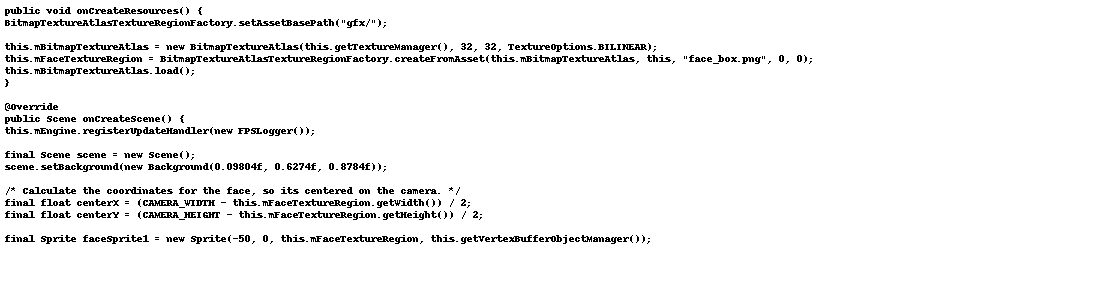 public void onCreateResources() {
BitmapTextureAtlasTextureRegionFactory.setAssetBasePath("gfx/");
this.mBitmapTextureAtlas = new BitmapTextureAtlas(this.getTextureManager(), 32, 32, TextureOptions.BILINEAR);
this.mFaceTextureRegion = BitmapTextureAtlasTextureRegionFactory.createFromAsset(this.mBitmapTextureAtlas, this, "face_box.png", 0, 0);
this.mBitmapTextureAtlas.load();
}
@Override
public Scene onCreateScene() {
this.mEngine.registerUpdateHandler(new FPSLogger());
final Scene scene = new Scene();
scene.setBackground(new Background(0.09804f, 0.6274f, 0.8784f));
/* Calculate the coordinates for the face, so its centered on the camera. */
final float centerX = (CAMERA_WIDTH - this.mFaceTextureRegion.getWidth()) / 2;
final float centerY = (CAMERA_HEIGHT - this.mFaceTextureRegion.getHeight()) / 2;
final Sprite faceSprite1 = new Sprite(-50, 0, this.mFaceTextureRegion, this.getVertexBufferObjectManager());